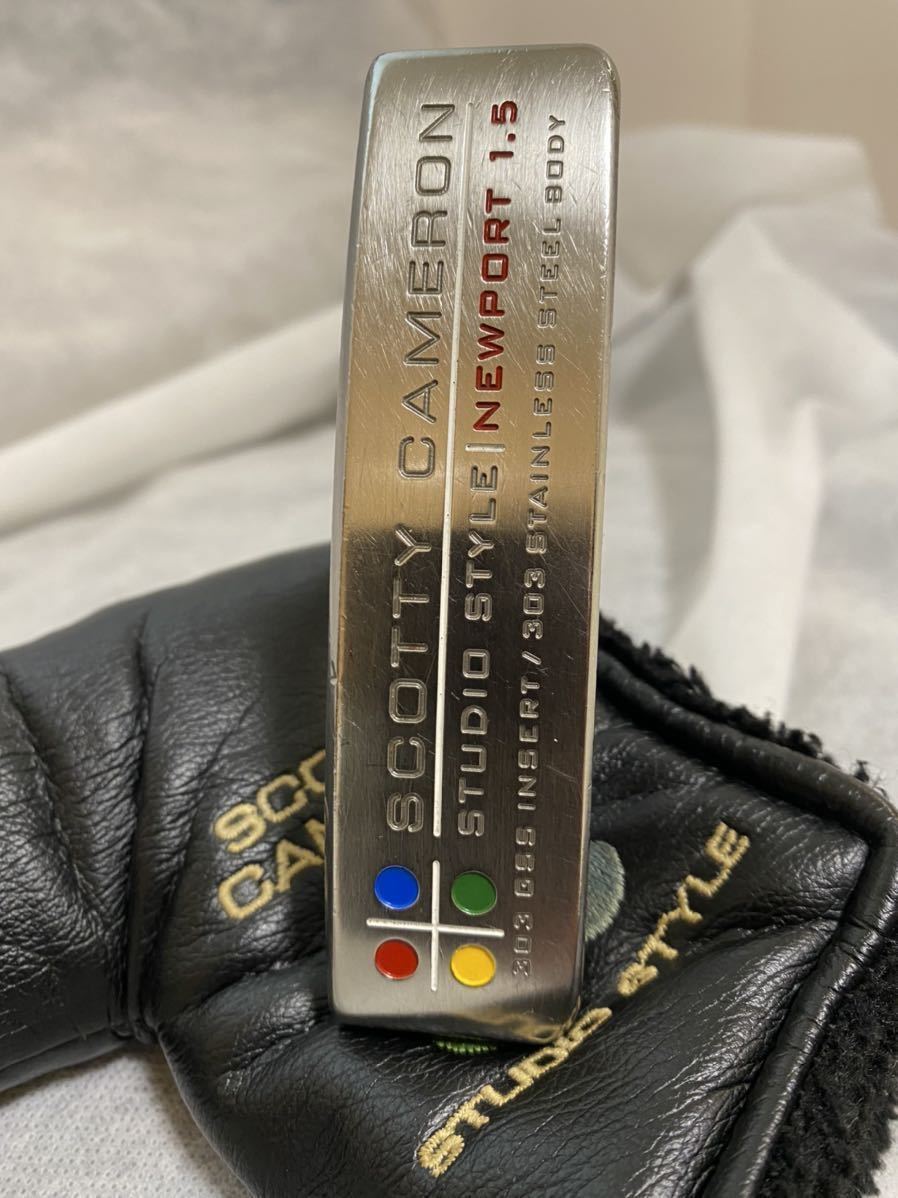 SCOTTY CAMERON
STUDIO STYLE | NEWPORT 1.5
303 GSS INSERT / 303 STAINLESS STEEL BODY
STUDIO STYLE